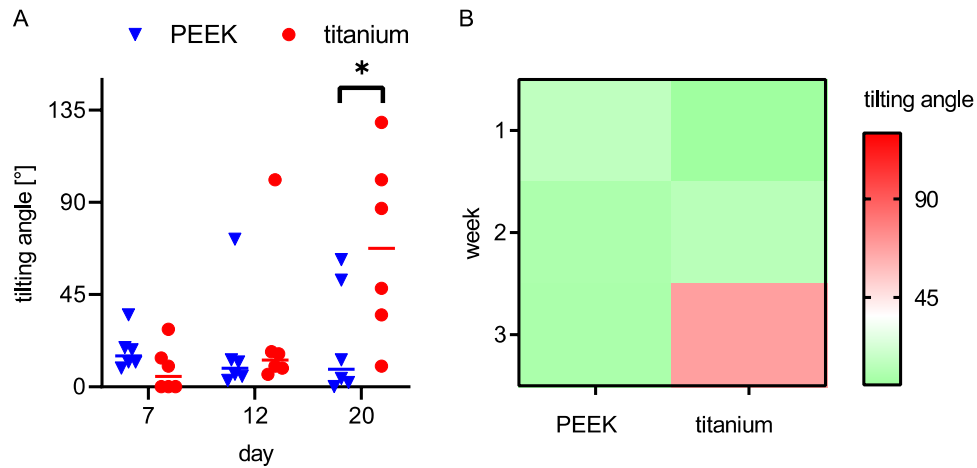 A
PEEK
titanium
*
135
90
45
0
tilting angle [°]
7
12
20
day
B
1
2
3
week
PEEK
titanium
tilting angle
90
45